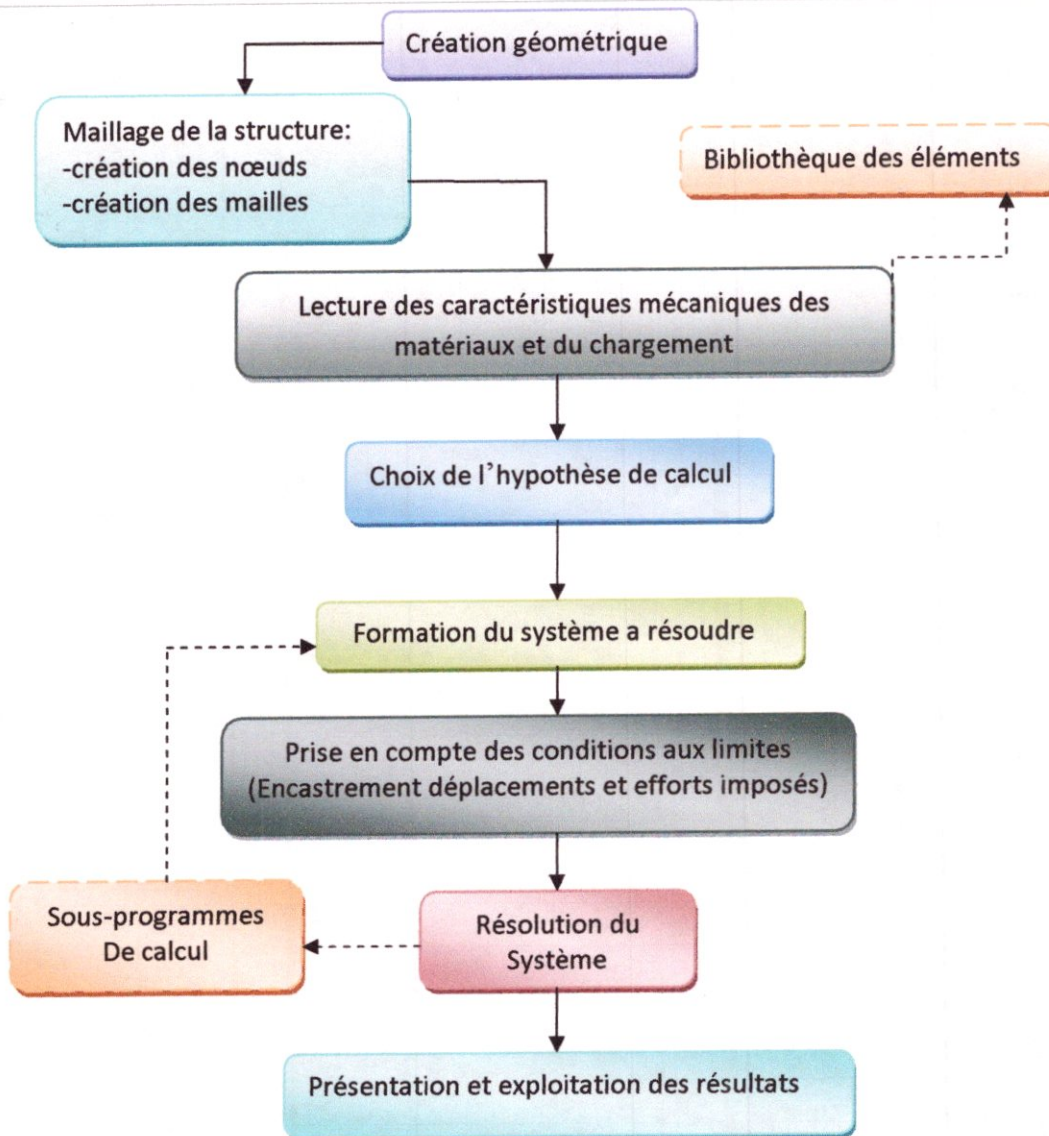 Création géométrique
Maillage de la structure:
-création des nœuds
-création des mailles
Bibliothèque des éléments
Lecture des caractéristiques mécaniques des
matériaux et du chargement
Choix de l'hypothèse de calcul
Formation du système a résoudre
Prise en compte des conditions aux limites
(Encastrement déplacements et efforts imposés)
Sous-programmes
De calcul
Résolution du
Système
Présentation et exploitation des résultats